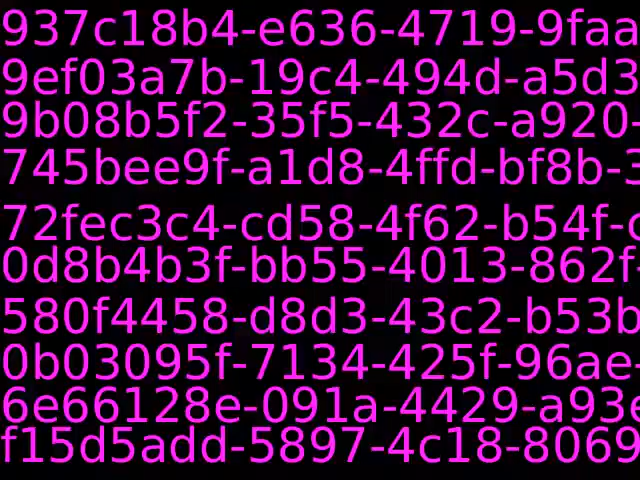 937c18b4-e636-4719-9faa
9ef03a7b-19c4-494d-a5d3
9b08b5f2-35f5-432c-a920-
745bee9f-a1d8-4ffd-bf8b-3
72fec3c4-cd58-4f62-b54f-c
0d8b4b3f-bb55-4013-862f-
580f4458-d8d3-43c2-b53b
0b03095f-7134-425f-96ae-
6e66128e-091a-4429-a93e
f15d5add-5897-4c18-8069